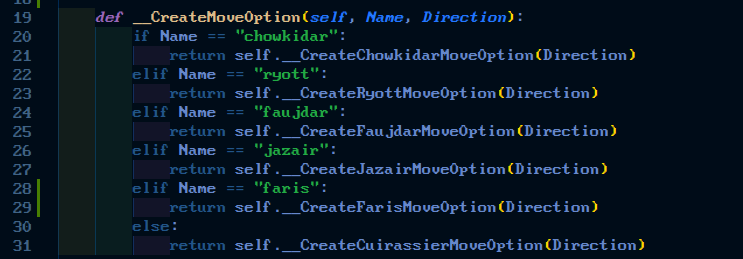 19 def __CreateMoveOption(self, Name, Direction):
20 if Name == "chowkidar":
21 return self.__CreateChowkidarMoveOption(Direction)
22 elif Name == "ryott":
23 return self.__CreateRyottMoveOption(Direction)
24 elif Name == "faujdar":
25 return self.__CreateFaujdarMoveOption(Direction)
26 elif Name == "jazair":
27 return self.__CreateJazairMoveOption(Direction)
28 elif Name == "faris":
29 return self.__CreateFarisMoveOption(Direction)
30 else:
31 return self.__CreateCuirassierMoveOption(Direction)